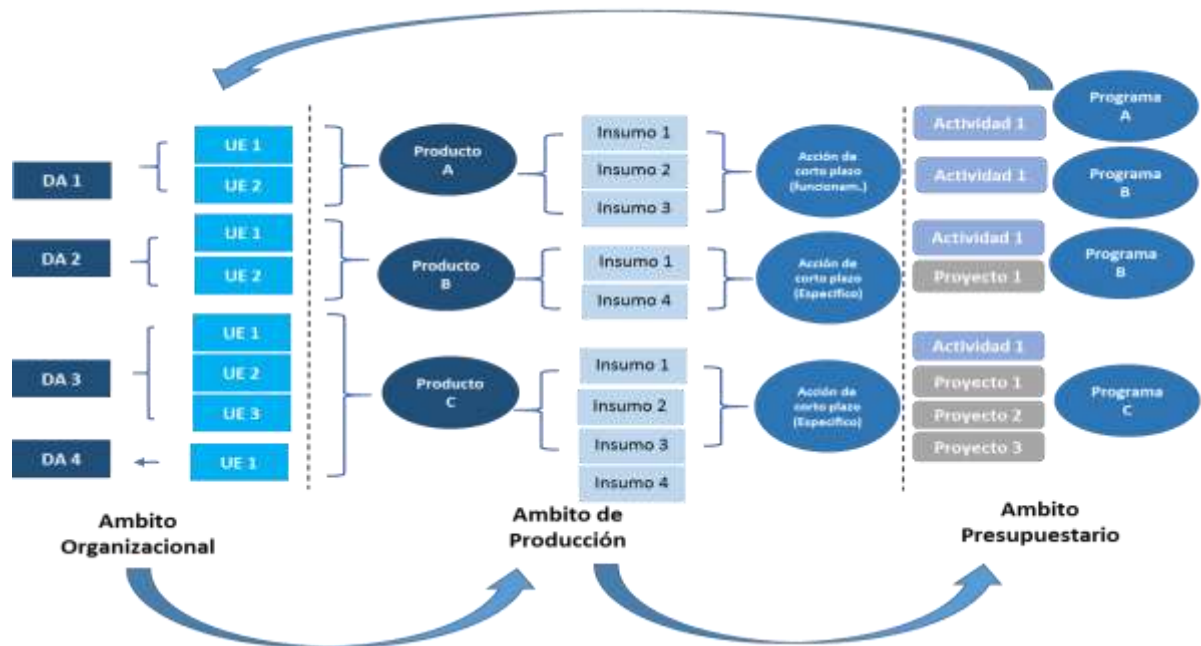 DA 1
DA 2
DA 3
DA 4
UE 1
UE 2
UE 1
UE 2
UE 1
UE 2
UE 3
UE 1
Ambito
Organizacional
Producto
A
Producto
B
Producto
C
Insumo 1
Insumo 2
Insumo 3
Insumo 1
Insumo 4
Insumo 1
Insumo 2
Insumo 3
Insumo 4
Acción de
corto plazo
(funcionam.)
Acción de
corto plazo
(Específico)
Acción de
corto plazo
(Específico)
Ambito de
Producción
Actividad 1
Actividad 1
Actividad 1
Proyecto 1
Actividad 1
Proyecto 1
Proyecto 2
Proyecto 3
Programa
A
Programa
B
Programa
B
Programa
C
Ambito
Presupuestario